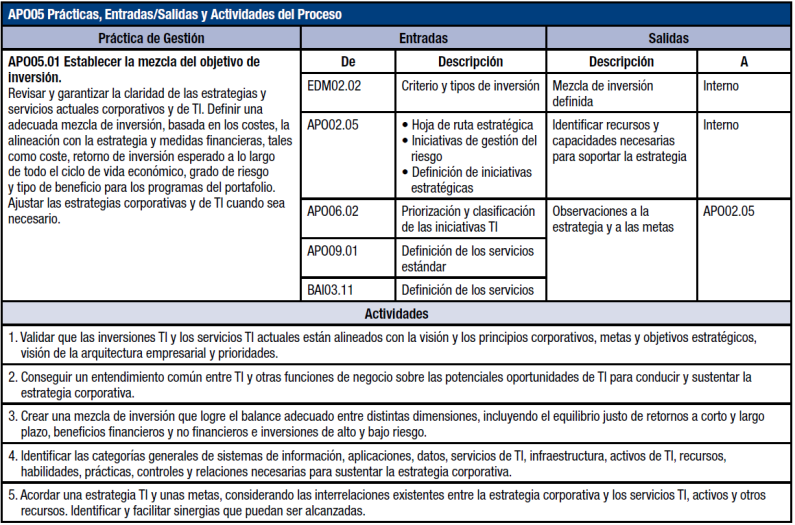 APO05 Prácticas, Entradas/Salidas y Actividades del Proceso
Práctica de Gestión
Entradas
Salidas
APO05.01 Establecer la mezcla del objetivo de
inversión.
Revisar y garantizar la claridad de las estrategias y
servicios actuales corporativos y de TI. Definir una
adecuada mezcla de inversión, basada en los costes, la
alineación con la estrategia y medidas financieras, tales
como coste, retorno de inversión esperado a lo largo
de todo el ciclo de vida económico, grado de riesgo
y tipo de beneficio para los programas del portafolio.
Ajustar las estrategias corporativas y de TI cuando sea
necesario.
De
Descripción
Descripción
A
EDM02.02
Criterio y tipos de inversión
Mezcla de inversión
definida
Interno
APO02.05
• Hoja de ruta estratégica
• Iniciativas de gestión del
riesgo
• Definición de iniciativas
estratégicas
Identificar recursos y
capacidades necesarias
para soportar la estrategia
Interno
APO06.02
Priorización y clasificación
de las iniciativas TI
Observaciones a la
estrategia y a las metas
APO02.05
APO09.01
Definición de los servicios
estándar
BAI03.11
Definición de los servicios
Actividades
1. Validar que las inversiones TI y los servicios TI actuales están alineados con la visión y los principios corporativos, metas y objetivos estratégicos,
visión de la arquitectura empresarial y prioridades.
2. Conseguir un entendimiento común entre TI y otras funciones de negocio sobre las potenciales oportunidades de TI para conducir y sustentar la
estrategia corporativa.
3. Crear una mezcla de inversión que logre el balance adecuado entre distintas dimensiones, incluyendo el equilibrio justo de retornos a corto y largo
plazo, beneficios financieros y no financieros e inversiones de alto y bajo riesgo.
4. Identificar las categorías generales de sistemas de información, aplicaciones, datos, servicios de TI, infraestructura, activos de TI, recursos,
habilidades, prácticas, controles y relaciones necesarias para sustentar la estrategia corporativa.
5. Acordar una estrategia TI y unas metas, considerando las interrelaciones existentes entre la estrategia corporativa y los servicios TI, activos y otros
recursos. Identificar y facilitar sinergias que puedan ser alcanzadas.